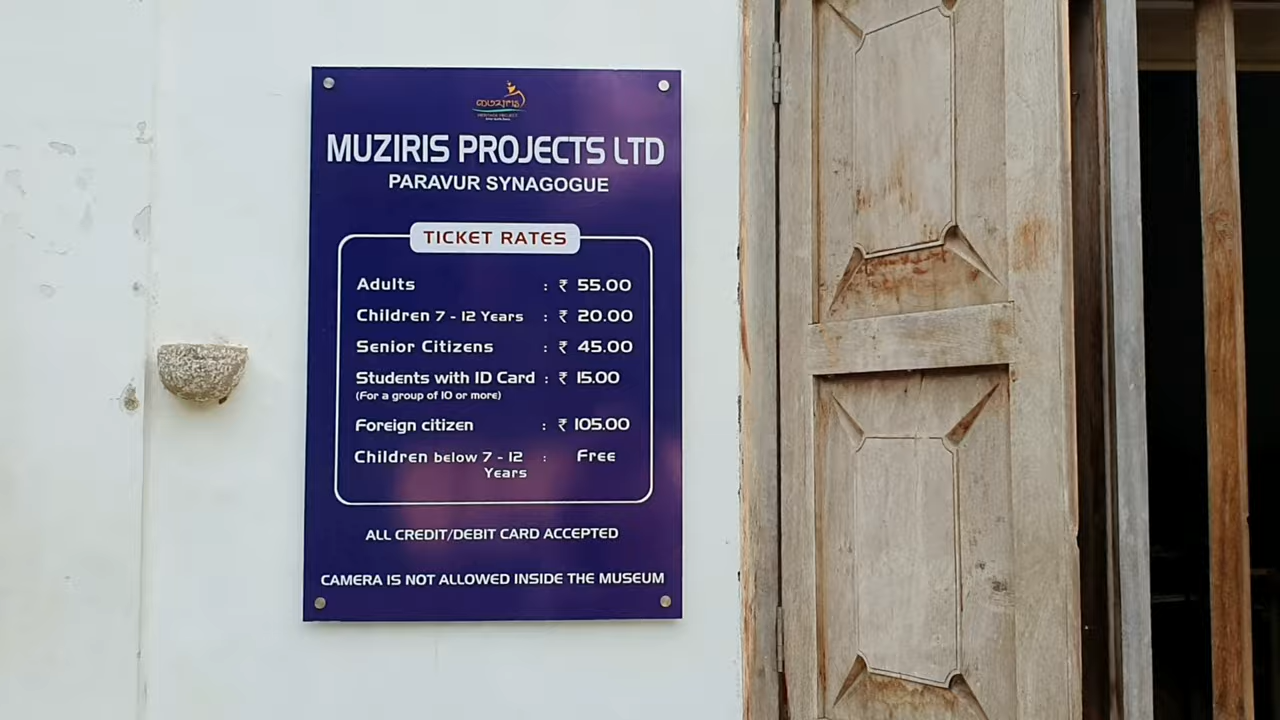 മുസിരിസ്
HERITAGE PROJECT
MUZIRIS PROJECTS LTD
PARAVUR SYNAGOGUE
TICKET RATES
Adults : ₹ 55.00
Children 7 - 12 Years : ₹ 20.00
Senior Citizens : ₹ 45.00
Students with ID Card : ₹ 15.00
(For a group of 10 or more)
Foreign citizen : ₹ 105.00
Children below 7 - 12 : Free
Years
ALL CREDIT/DEBIT CARD ACCEPTED
CAMERA IS NOT ALLOWED INSIDE THE MUSEUM